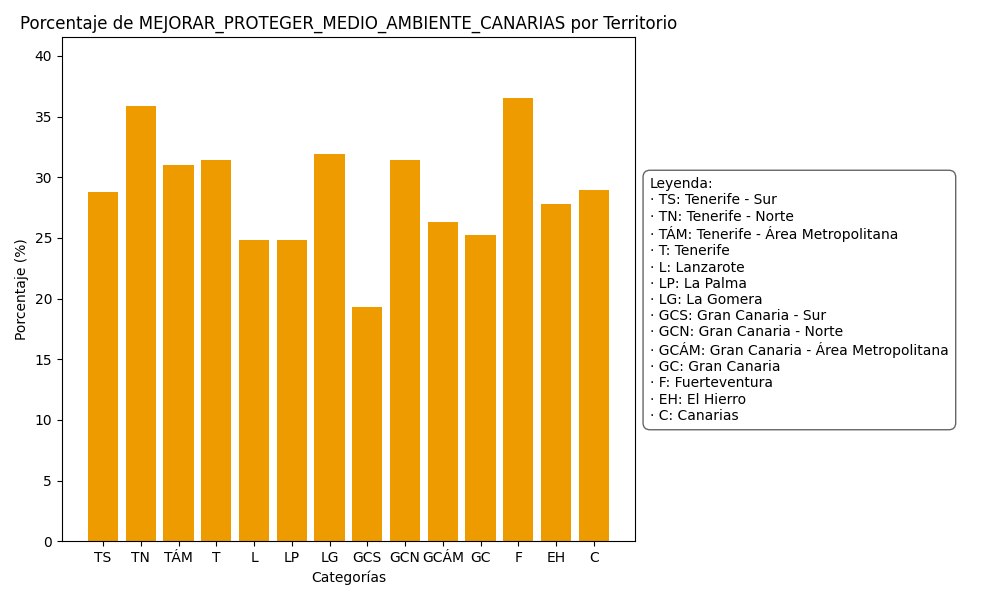 Porcentaje de MEJORAR_PROTEGER_MEDIO_AMBIENTE_CANARIAS por Territorio
Porcentaje (%)
40
35
30
25
20
15
10
5
0
TS TN TÁM T L LP LG GCS GCN GCÁM GC F EH C
Categorías
Leyenda:
· TS: Tenerife - Sur
· TN: Tenerife - Norte
· TÁM: Tenerife - Área Metropolitana
· T: Tenerife
· L: Lanzarote
· LP: La Palma
· LG: La Gomera
· GCS: Gran Canaria - Sur
· GCN: Gran Canaria - Norte
· GCÁM: Gran Canaria - Área Metropolitana
· GC: Gran Canaria
· F: Fuerteventura
· EH: El Hierro
· C: Canarias